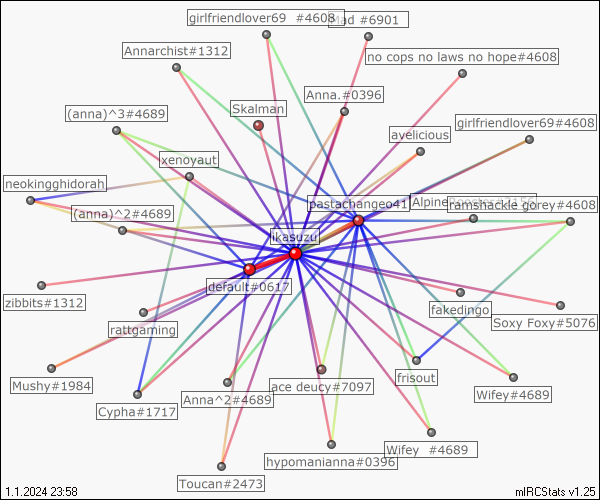 girlfriendlover69 #4608
Mad #6901
Annarchist#1312
no cops no laws no hope#4608
Anna.#0396
Skalman
(anna)^3#4689
girlfriendlover69#4608
avelicious
xenoyaut
neokingghidorah
pastachangeo41
Alpine
ramshackle gorey#4608
(anna)^2#4689
ikasuzu
default#0617
zibbits#1312
fakedingo
Soxy Foxy#5076
rattgaming
Mushy#1984
ace deucy#7097
frisout
Wifey#4689
Anna^2#4689
Cypha#1717
Wifey #4689
hypomanianna#0396
Toucan#2473
1.1.2024 23:58
mIRCStats v1.25